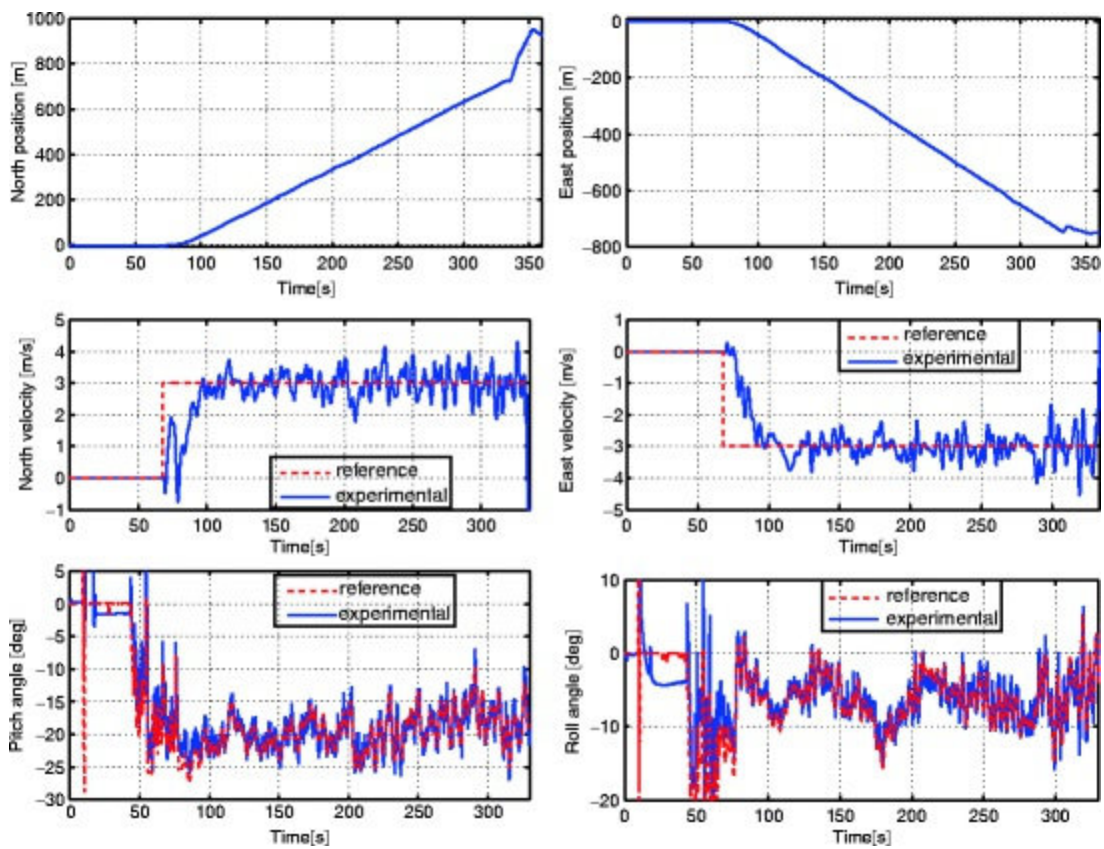 1000
800
600
400
200
0
North position [m]
0 50 100 150 200 250 300 350
Time[s]
0
−200
−400
−600
−800
East position [m]
0 50 100 150 200 250 300 350
Time[s]
5
4
3
2
1
0
−1
North velocity [m/s]
reference
experimental
0 50 100 150 200 250 300
Time[s]
1
0
−1
−2
−3
−4
−5
East velocity [m/s]
reference
experimental
0 50 100 150 200 250 300
Time[s]
5
0
−5
−10
−15
−20
−25
−30
Pitch angle [deg]
reference
experimental
0 50 100 150 200 250 300
Time[s]
10
0
−10
−20
Roll angle [deg]
reference
experimental
0 50 100 150 200 250 300
Time[s]